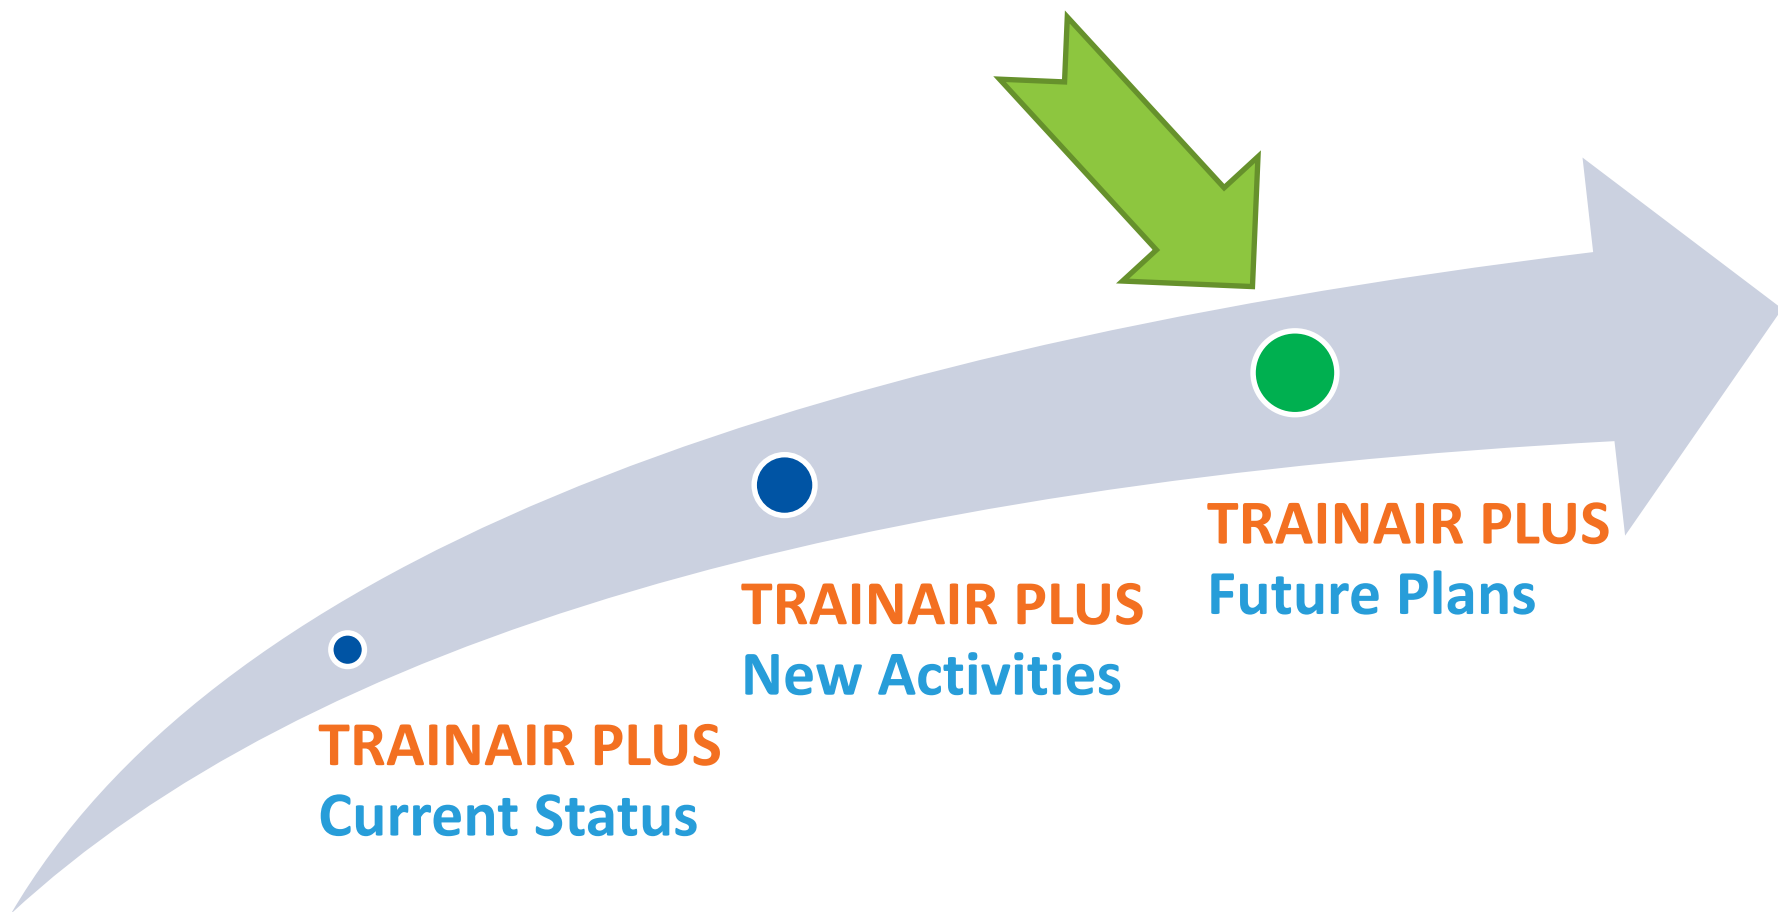 TRAINAIR PLUS
Current Status
TRAINAIR PLUS
New Activities
TRAINAIR PLUS
Future Plans